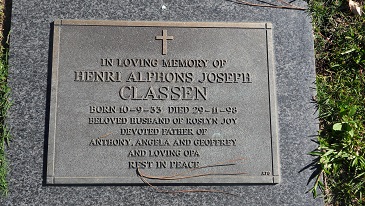 IN LOVING MEMORY OF
HENRI ALPHONS JOSEPH
CLASSEN
BORN 10-9-33 DIED 29-11-98
BELOVED HUSBAND OF ROSLYN JOY
DEVOTED FATHER OF
ANTHONY, ANGELA AND GEOFFREY
AND LOVING OPA
REST IN PEACE